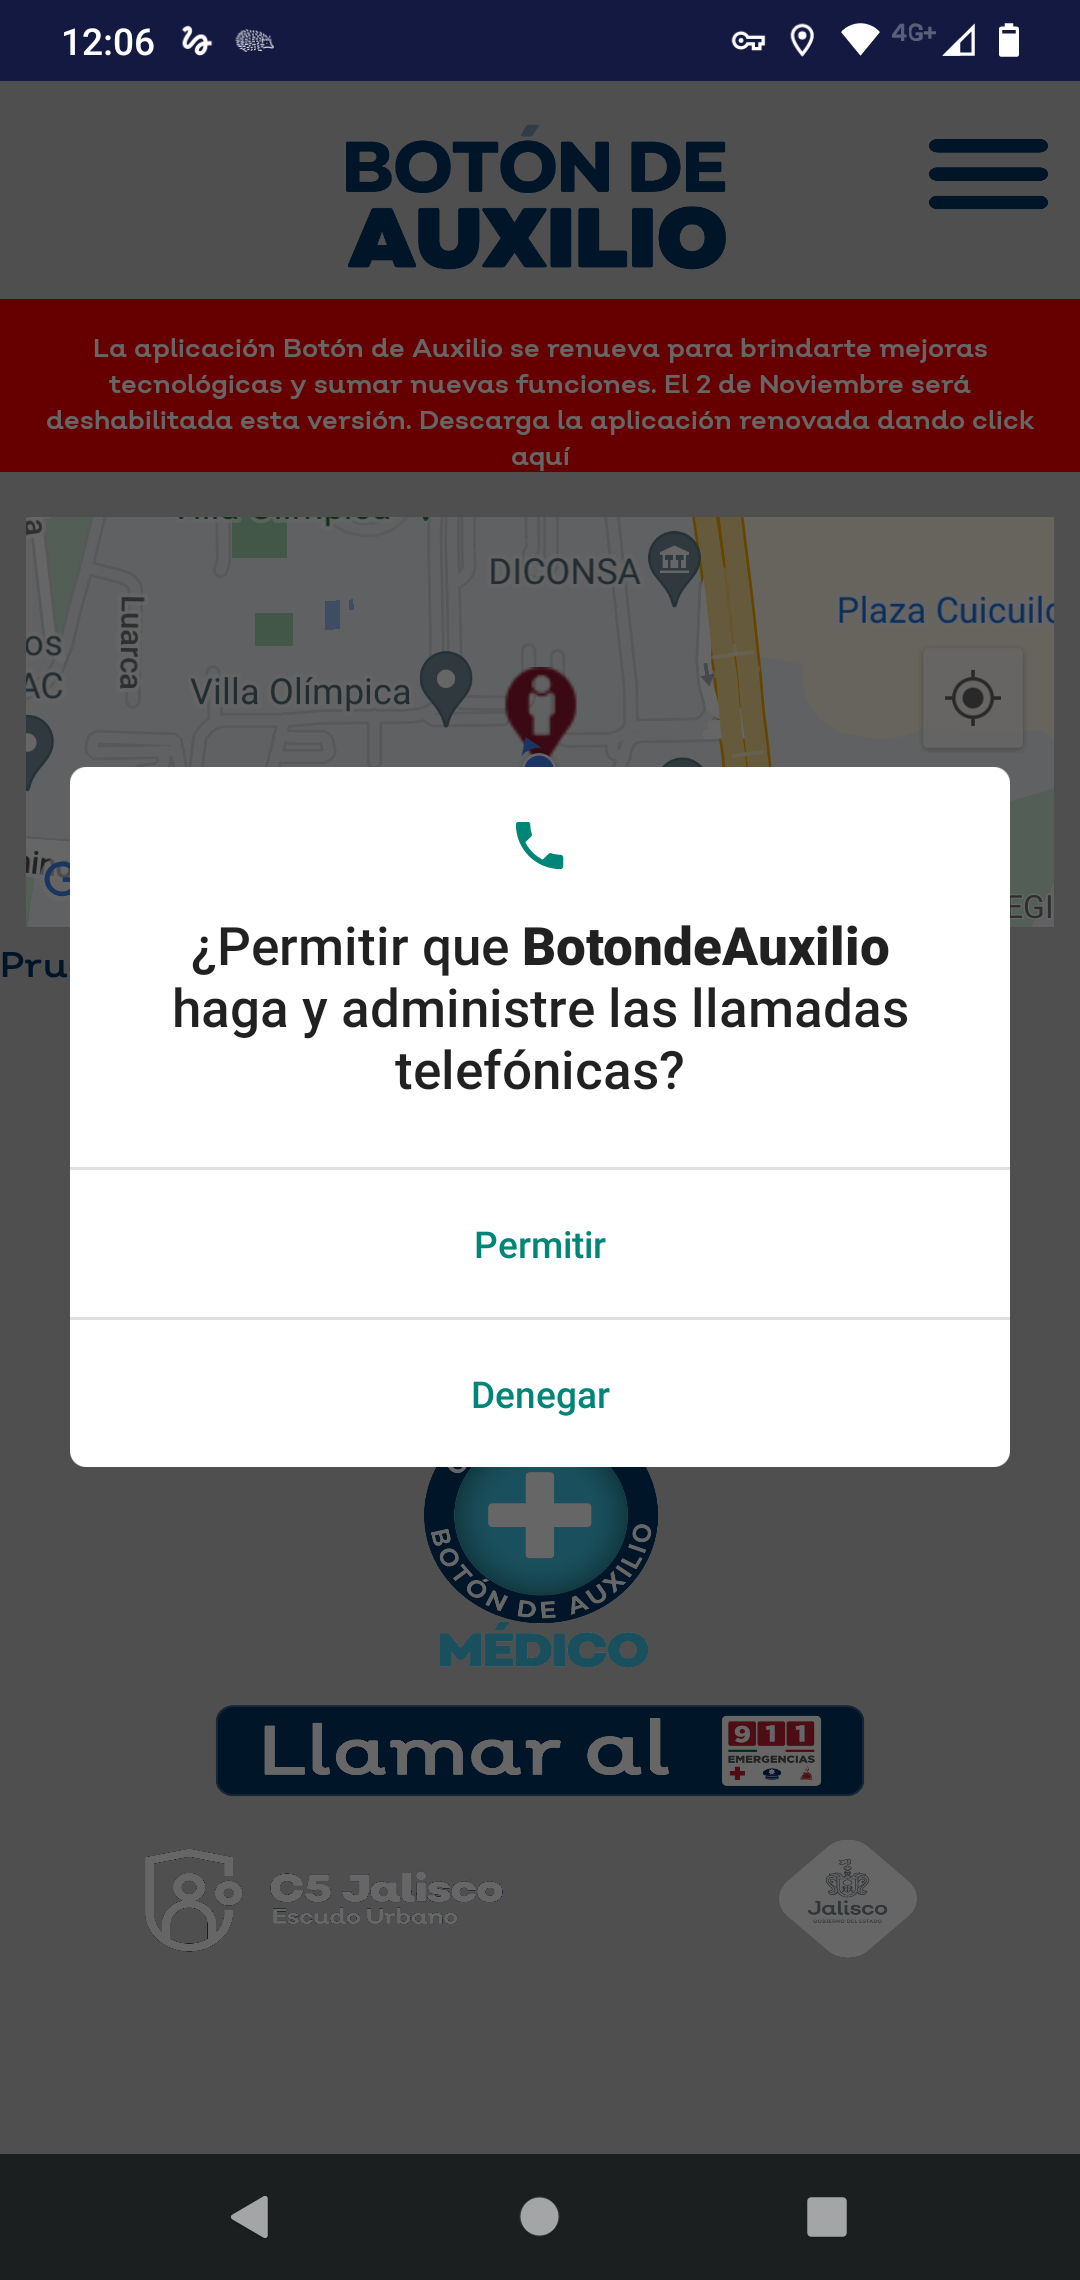 12:06
4G+
BOTÓN DE
AUXILIO
La aplicación Botón de Auxilio se renueva para brindarte mejoras
tecnológicas y sumar nuevas funciones. El 2 de Noviembre será
deshabilitada esta versión. Descarga la aplicación renovada dando click
aquí
DICONSA
Luarca
Plaza Cuicuilc
os
AC
Villa Olímpica
EGI
Pru
¿Permitir que BotondeAuxilio
haga y administre las llamadas
telefónicas?
Permitir
Denegar
BOTÓN DE AUXILIO
MÉDICO
Llamar al
911
EMERGENCIAS
C5 Jalisco
Escudo Urbano
Jalisco
GOBIERNO DEL ESTADO